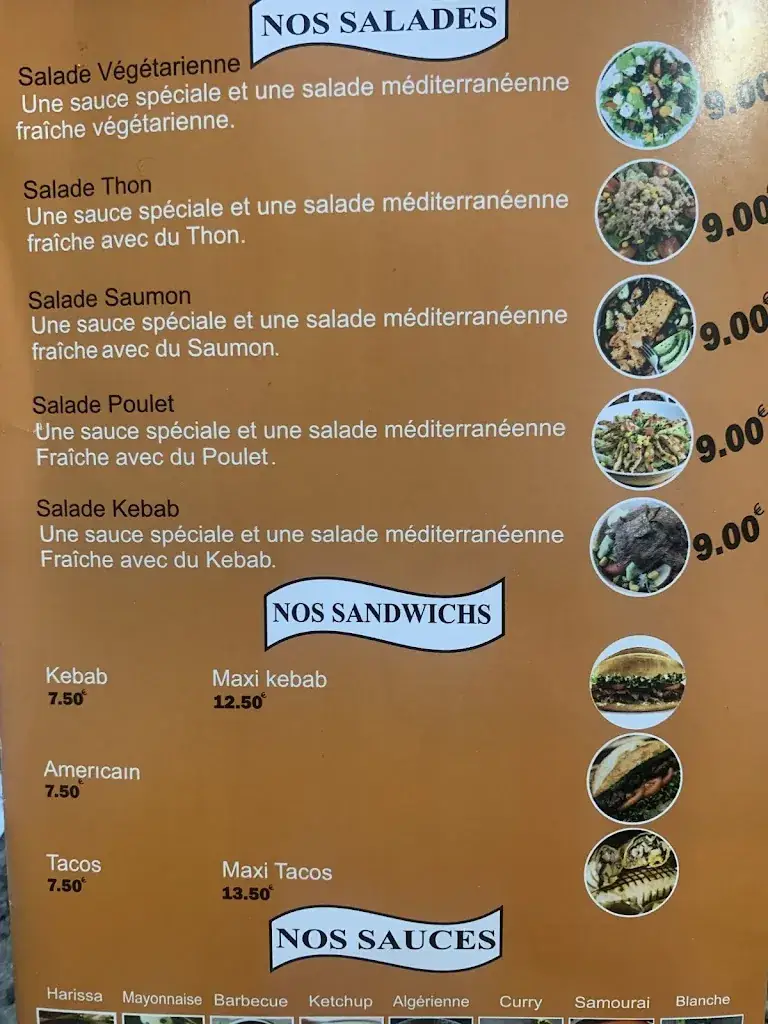 NOS SALADES
Salade Végétarienne
Une sauce spéciale et une salade méditerranéenne
fraîche végétarienne.
9.00
Salade Thon
Une sauce spéciale et une salade méditerranéenne
fraîche avec du Thon.
9.00€
Salade Saumon
Une sauce spéciale et une salade méditerranéenne
fraîche avec du Saumon.
9.00€
Salade Poulet
Une sauce spéciale et une salade méditerranéenne
Fraîche avec du Poulet.
9.00€
Salade Kebab
Une sauce spéciale et une salade méditerranéenne
Fraîche avec du Kebab.
9.00€
NOS SANDWICHS
Kebab Maxi kebab
7.50€ 12.50€
Americain
7.50€
Tacos Maxi Tacos
7.50€ 13.50€
NOS SAUCES
Harissa Mayonnaise Barbecue Ketchup Algérienne Curry Samourai Blanche